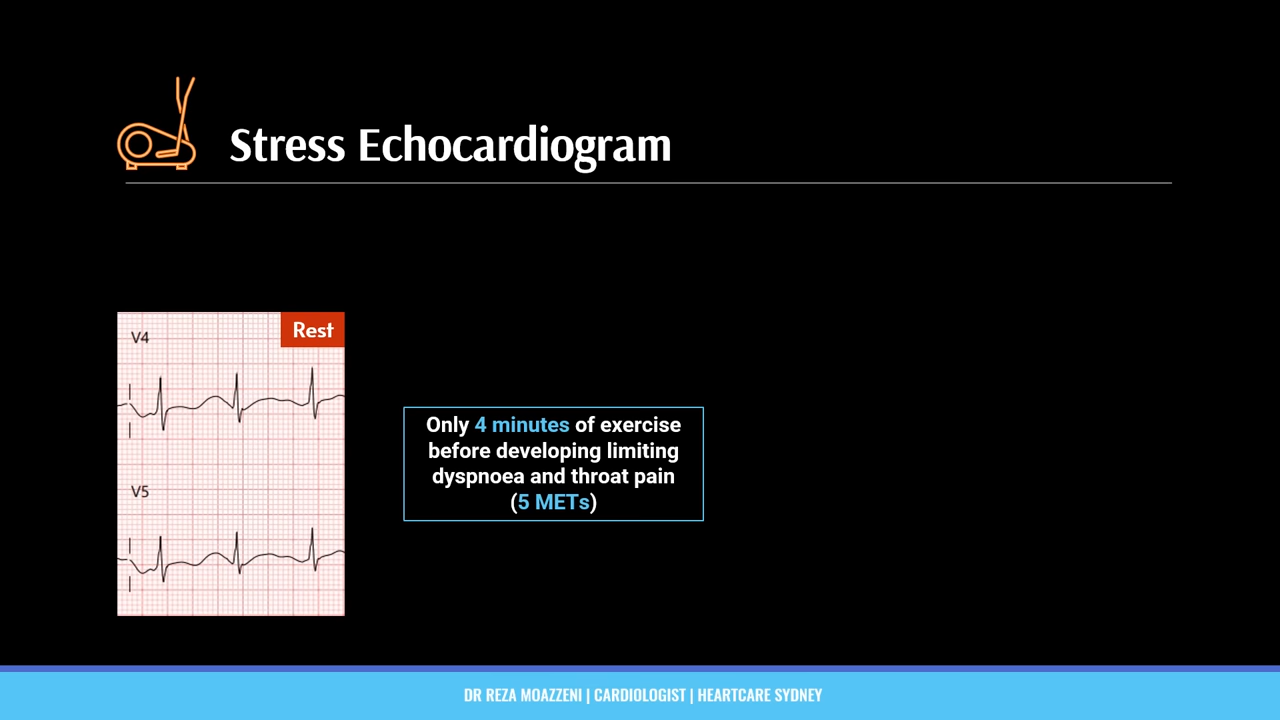 Stress Echocardiogram
V4
Rest
V5
Only 4 minutes of exercise
before developing limiting
dyspnoea and throat pain
(5 METs)
DR REZA MOAZZENI | CARDIOLOGIST | HEARTCARE SYDNEY